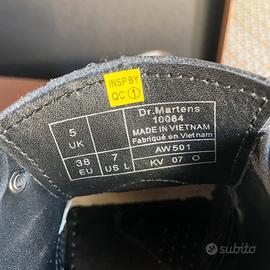 INSP BY
QC 1
Dr.Martens
10084
MADE IN VIETNAM
Fabriqué en Vietnam
AW501
KV 07 O
5
UK
38
EU
7
US L
subito